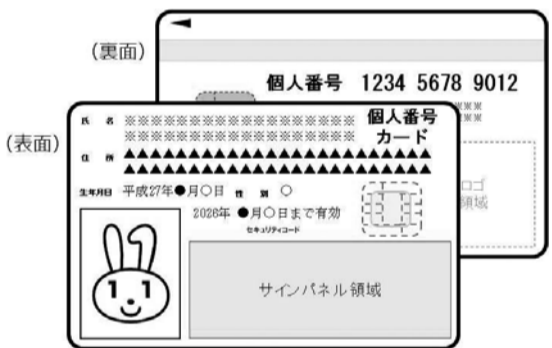 (裏面)
個人番号 1234 5678 9012
※※
※※
ロゴ
領域
(表面)
氏 名 ※※※※※※※※※※※※※※※※※※※ 個人番号
※※※※※※※※※※※※※※※※※※※ カード
住 所 ▲▲▲▲▲▲▲▲▲▲▲▲▲▲▲▲▲▲▲▲▲▲▲▲▲
▲▲▲▲▲▲▲▲▲▲▲▲▲▲▲▲▲▲▲▲▲▲▲▲▲
生年月日 平成27年●月○日 性 別 ○
2026年 ●月○日まで有効
セキュリティコード
1 1
サインパネル領域